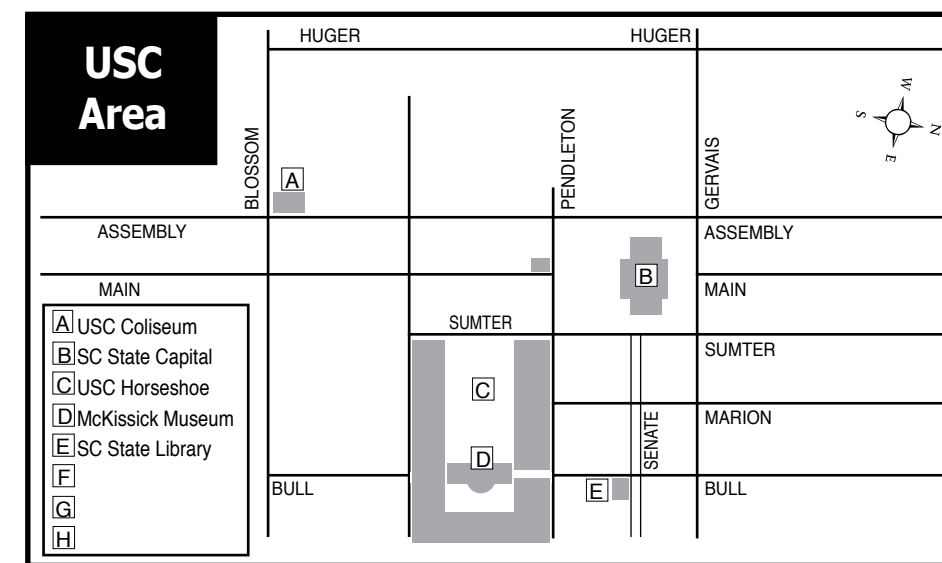 USC
Area
HUGER
HUGER
BLOSSOM
PENDLETON
GERVAIS
W
S
N
E
A
ASSEMBLY
ASSEMBLY
B
MAIN
MAIN
SUMTER
SUMTER
C
MARION
SENATE
D
BULL
E
BULL
A USC Coliseum
B SC State Capital
C USC Horseshoe
D McKissick Museum
E SC State Library
F
G
H